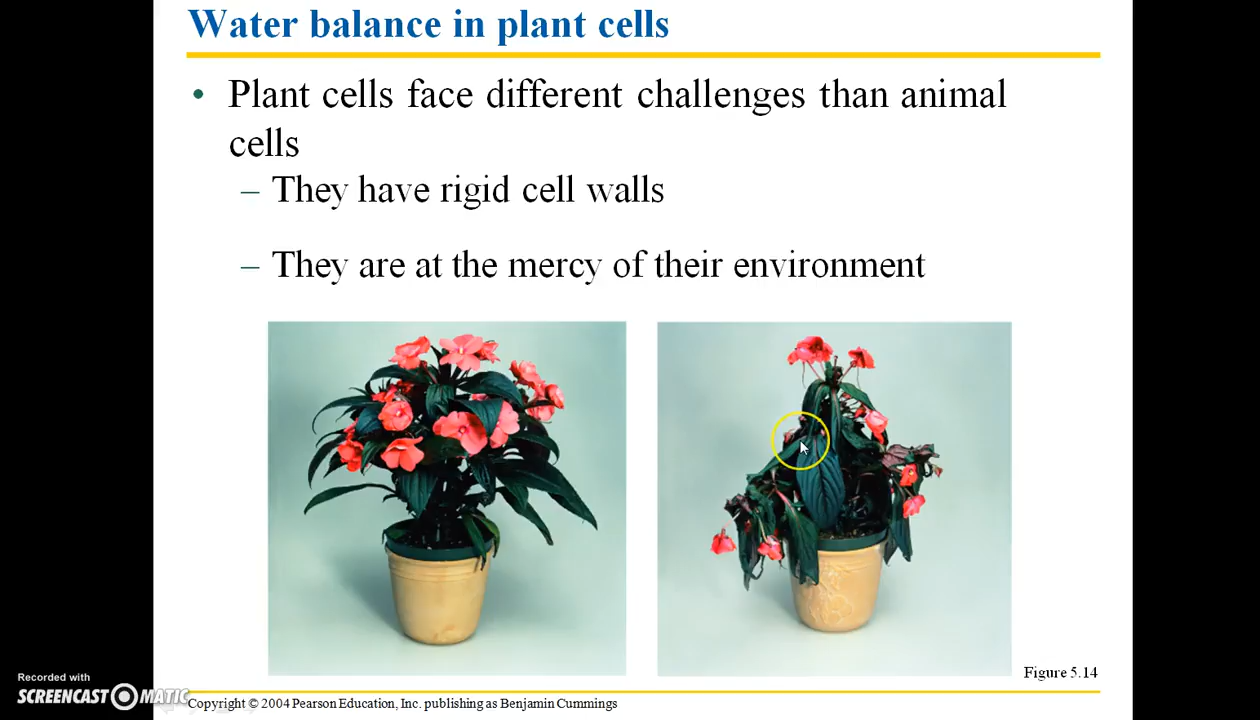 Water balance in plant cells
• Plant cells face different challenges than animal
cells
– They have rigid cell walls
– They are at the mercy of their environment
Figure 5.14
Recorded with
SCREENCAST MATIC
Copyright © 2004 Pearson Education, Inc. publishing as Benjamin Cummings